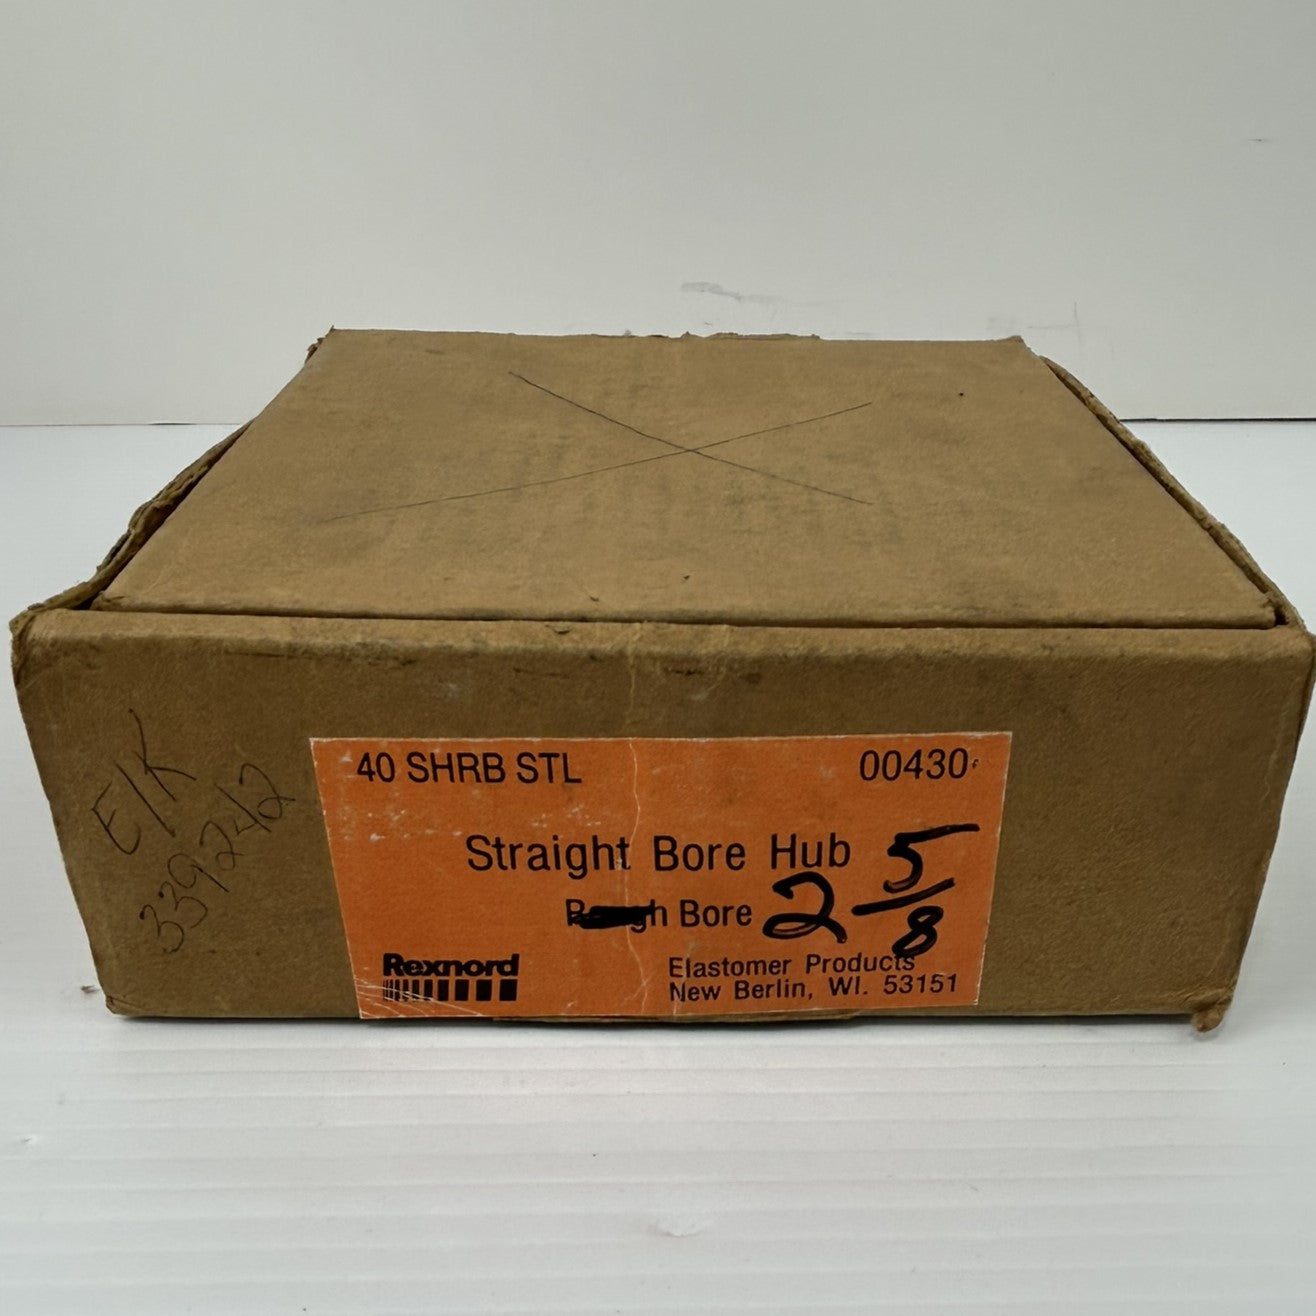 E/K
339242
40 SHRB STL 00430
Straight Bore Hub
Bore 2 5/8
Rexnord
Elastomer Products
New Berlin, WI. 53151